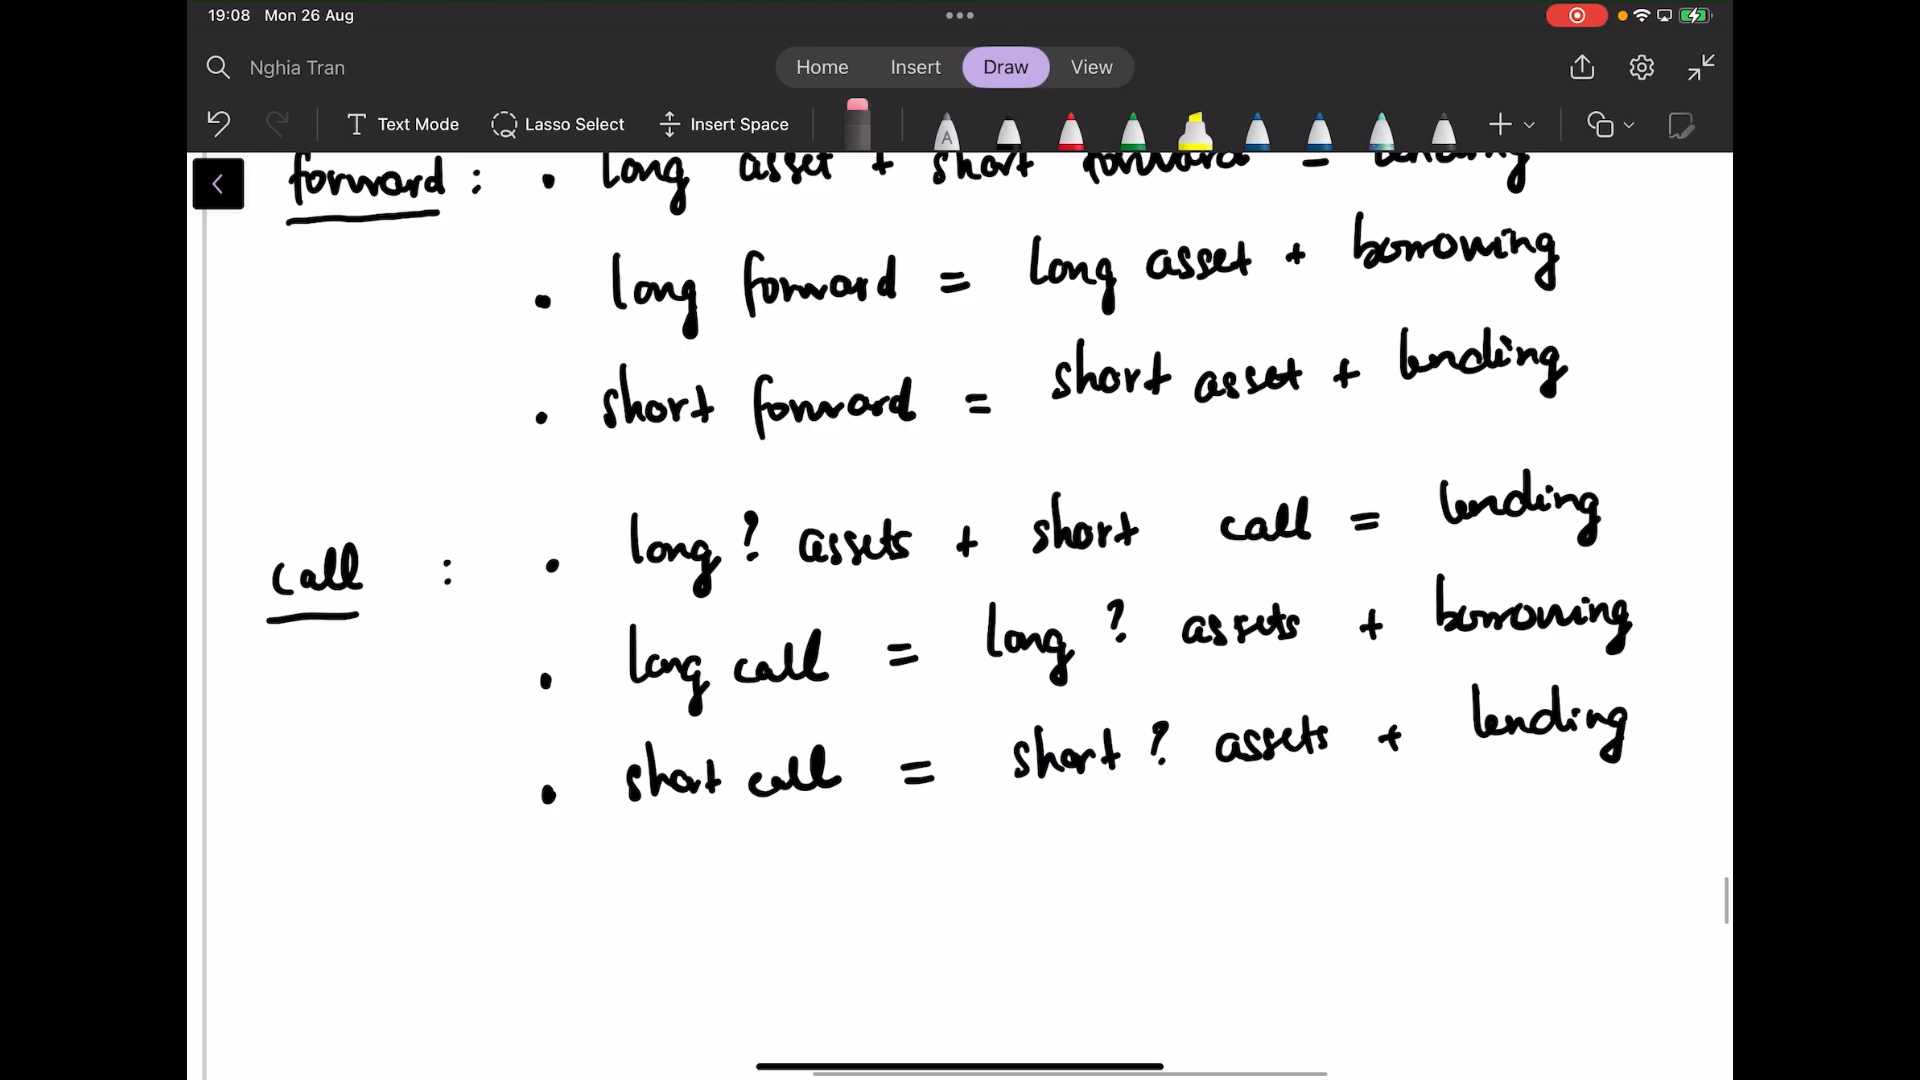 19:08 Mon 26 Aug
Nghia Tran Home Insert Draw View
Text Mode Lasso Select Insert Space A
forward : • long asset + short forward = lending
• long forward = long asset + borrowing
• short forward = short asset + lending
call : • long ? assets + short call = lending
• long call = long ? assets + borrowing
• short call = short ? assets + lending